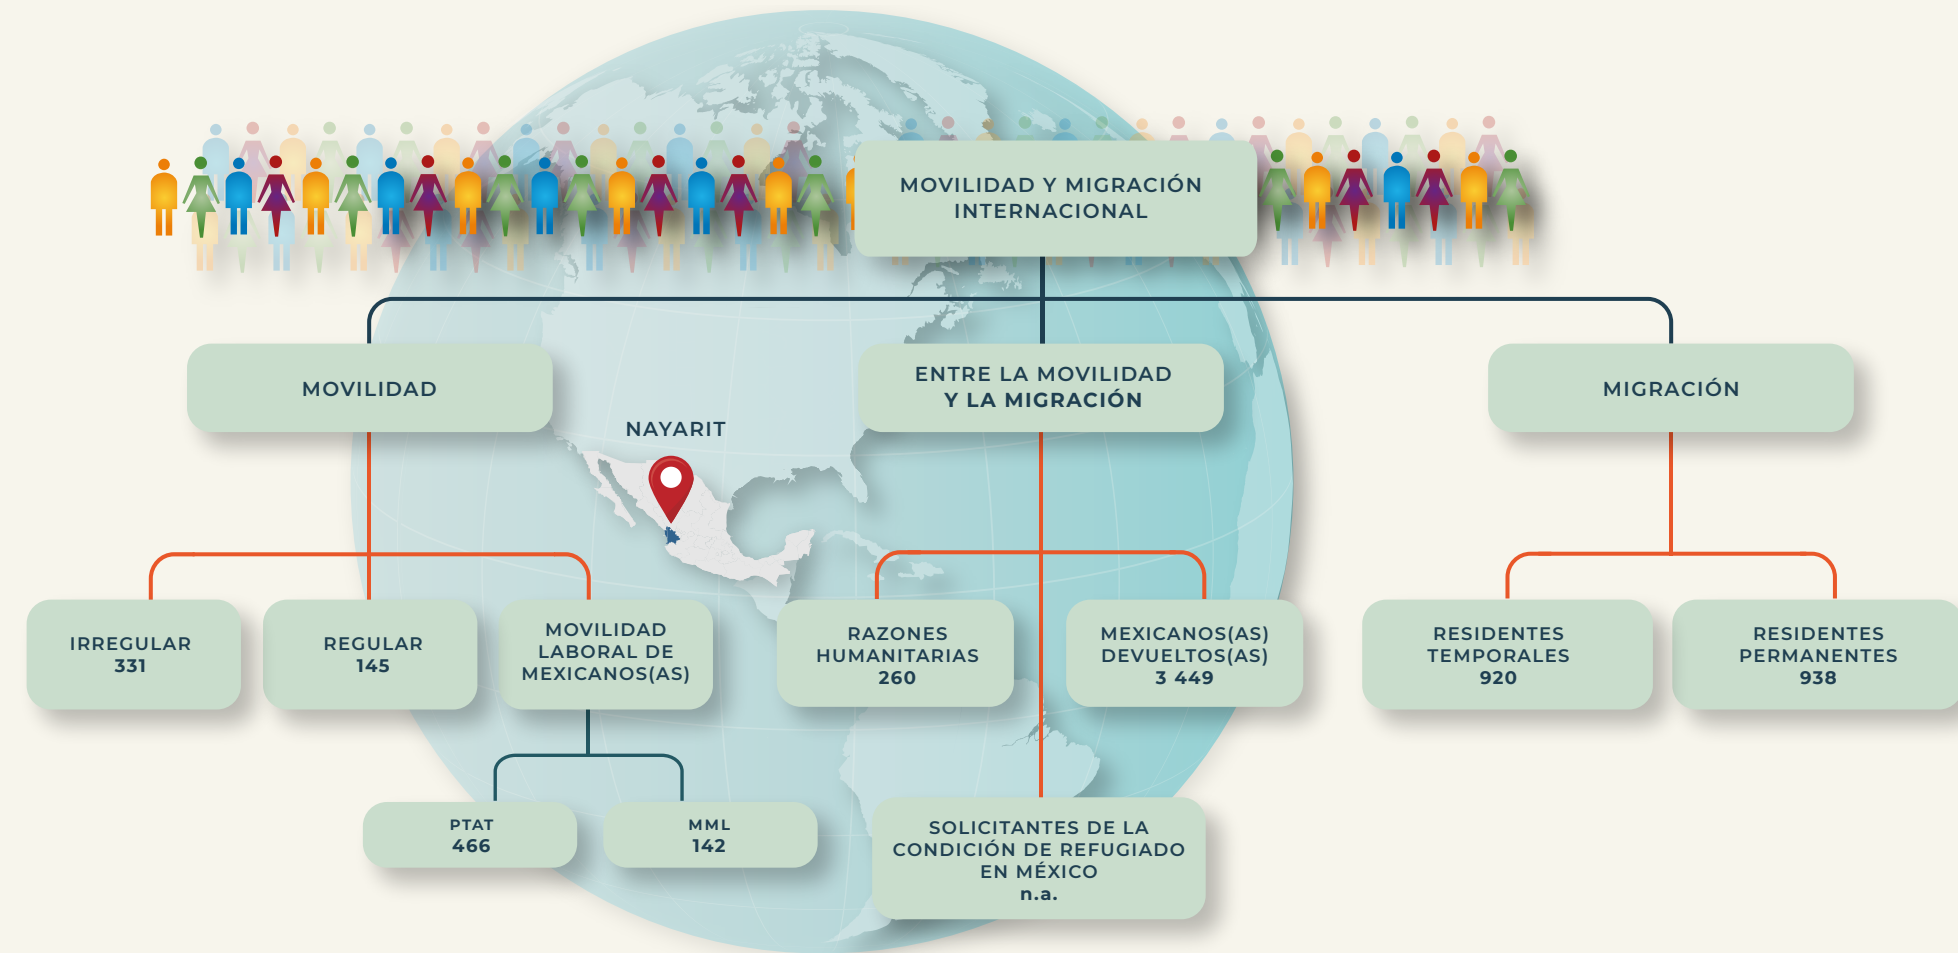 MOVILIDAD Y MIGRACIÓN
INTERNACIONAL
MOVILIDAD
ENTRE LA MOVILIDAD
Y LA MIGRACIÓN
MIGRACIÓN
NAYARIT
IRREGULAR
331
REGULAR
145
MOVILIDAD
LABORAL DE
MEXICANOS(AS)
RAZONES
HUMANITARIAS
260
MEXICANOS(AS)
DEVUELTOS(AS)
3 449
RESIDENTES
TEMPORALES
920
RESIDENTES
PERMANENTES
938
PTAT
466
MML
142
SOLICITANTES DE LA
CONDICIÓN DE REFUGIADO
EN MÉXICO
n.a.